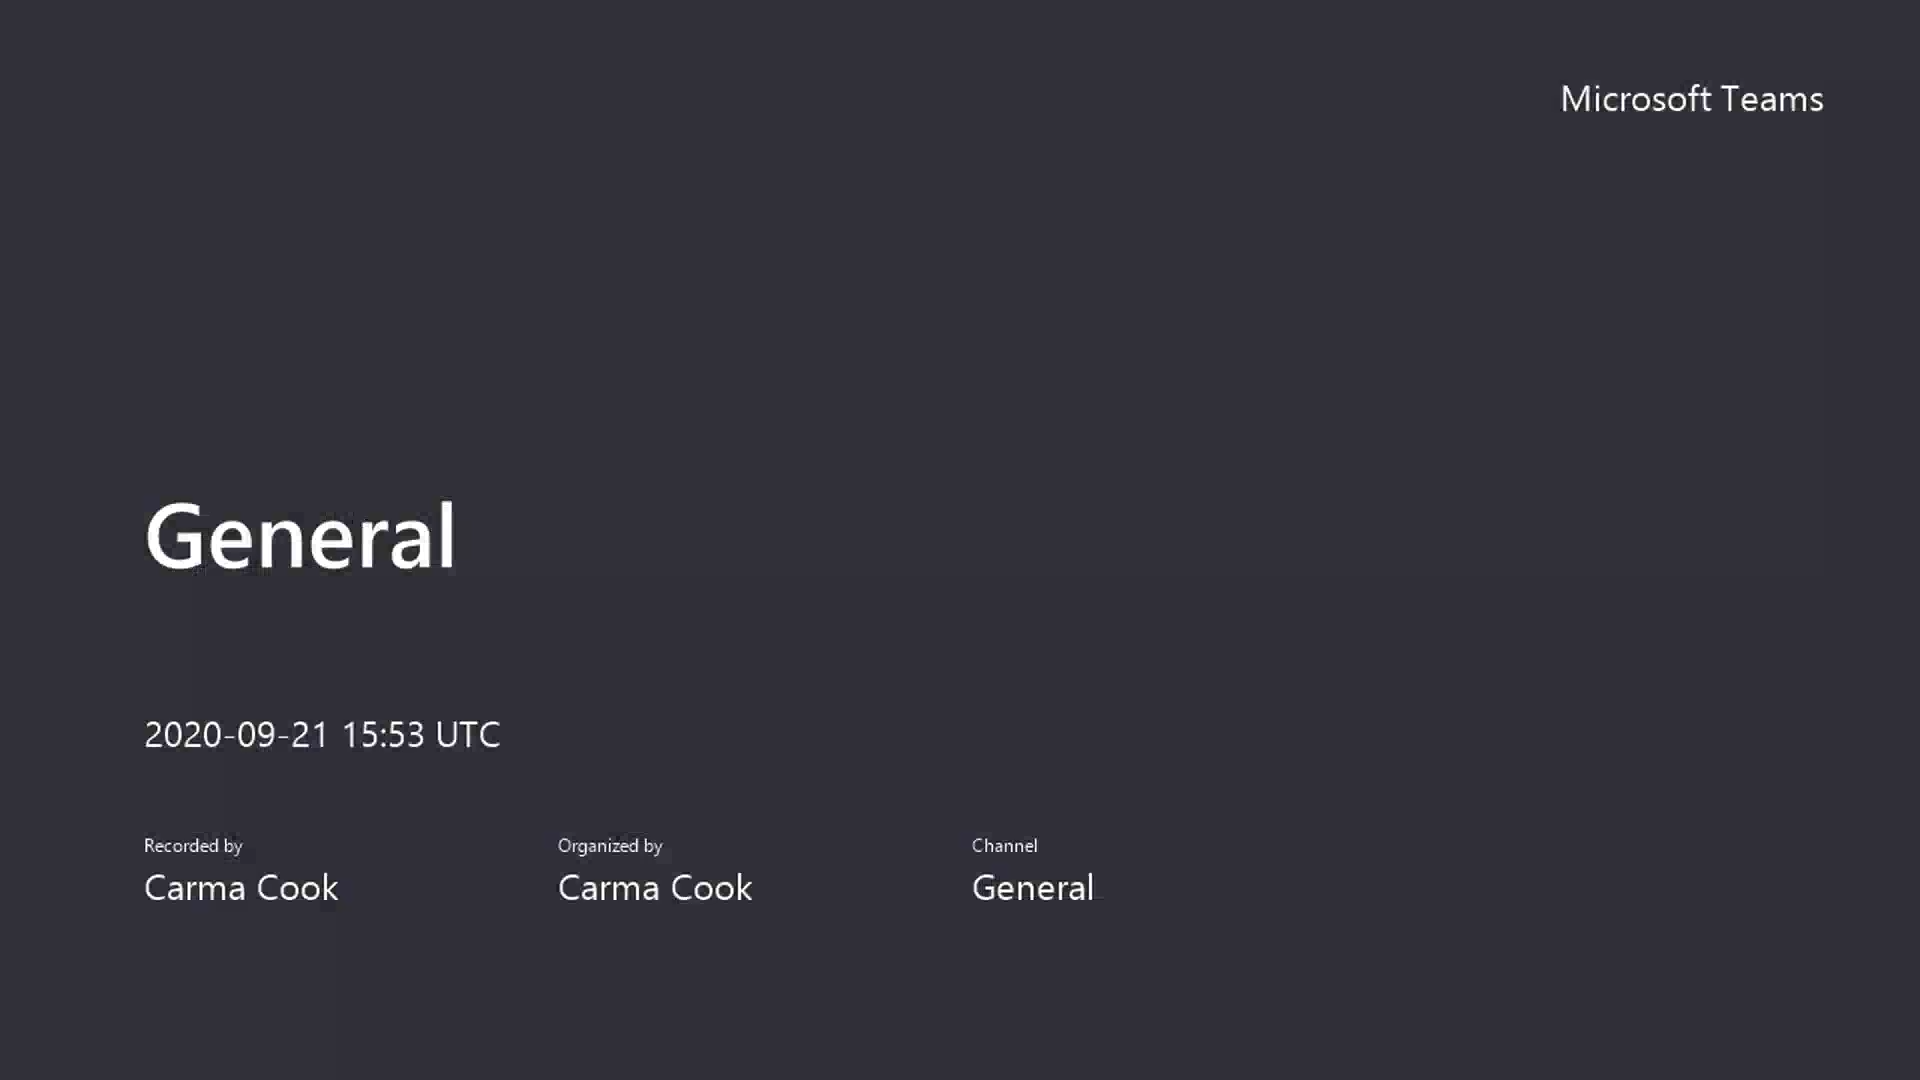 Microsoft Teams
General
2020-09-21 15:53 UTC
Recorded by
Carma Cook
Organized by
Carma Cook
Channel
General